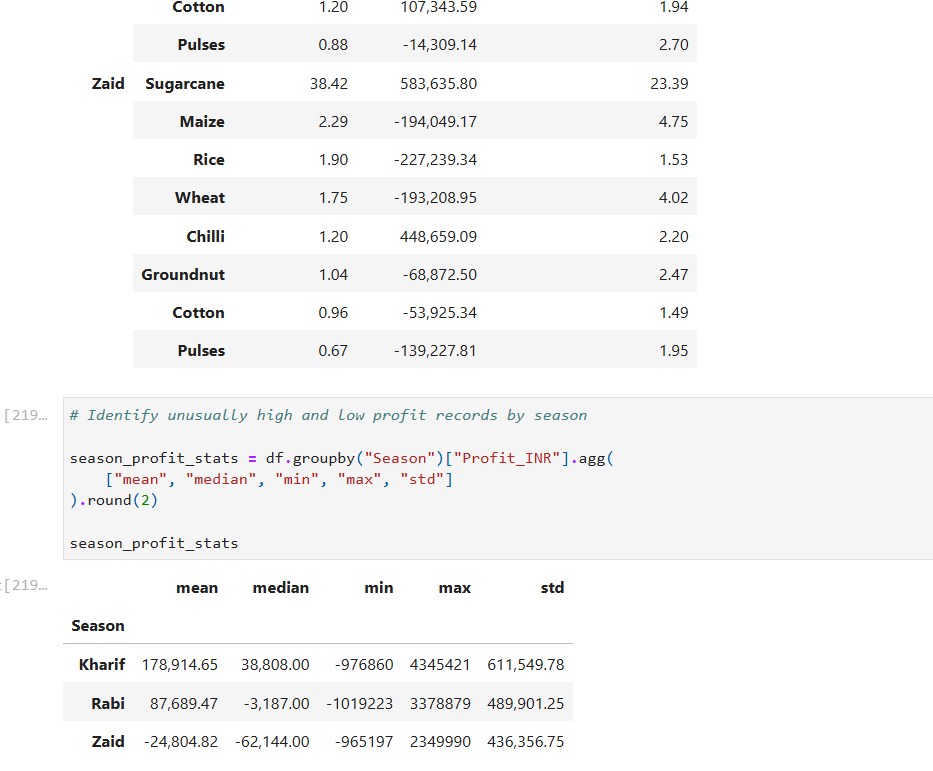 Cotton 1.20 107,343.59 1.94
Pulses 0.88 -14,309.14 2.70
Zaid Sugarcane 38.42 583,635.80 23.39
Maize 2.29 -194,049.17 4.75
Rice 1.90 -227,239.34 1.53
Wheat 1.75 -193,208.95 4.02
Chilli 1.20 448,659.09 2.20
Groundnut 1.04 -68,872.50 2.47
Cotton 0.96 -53,925.34 1.49
Pulses 0.67 -139,227.81 1.95
[219… # Identify unusually high and low profit records by season
season_profit_stats = df.groupby("Season")["Profit_INR"].agg(
["mean", "median", "min", "max", "std"]
).round(2)
season_profit_stats
:[219… mean median min max std
Season
Kharif 178,914.65 38,808.00 -976860 4345421 611,549.78
Rabi 87,689.47 -3,187.00 -1019223 3378879 489,901.25
Zaid -24,804.82 -62,144.00 -965197 2349990 436,356.75